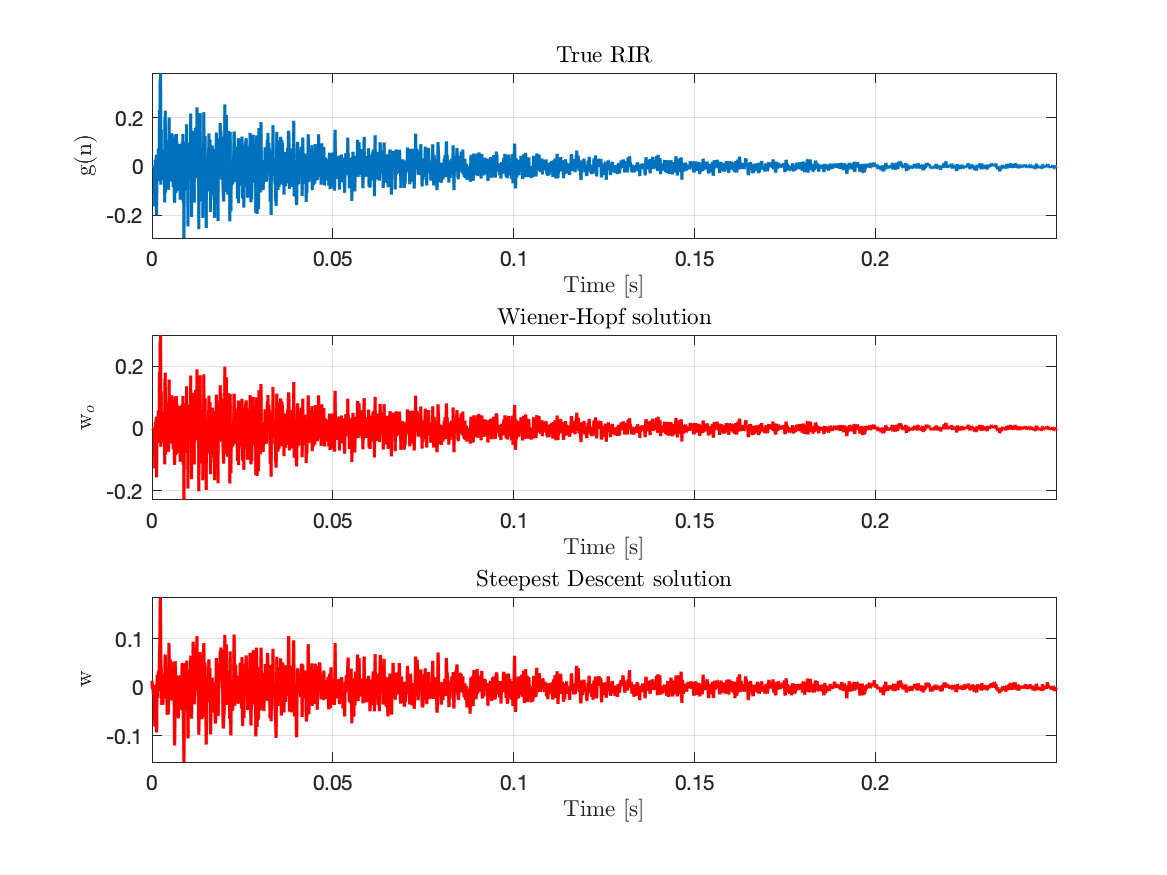 True RIR
g(n)
0.2
0
-0.2
0 0.05 0.1 0.15 0.2
Time [s]
Wiener-Hopf solution
w_o
0.2
0
-0.2
0 0.05 0.1 0.15 0.2
Time [s]
Steepest Descent solution
w
0.1
0
-0.1
0 0.05 0.1 0.15 0.2
Time [s]